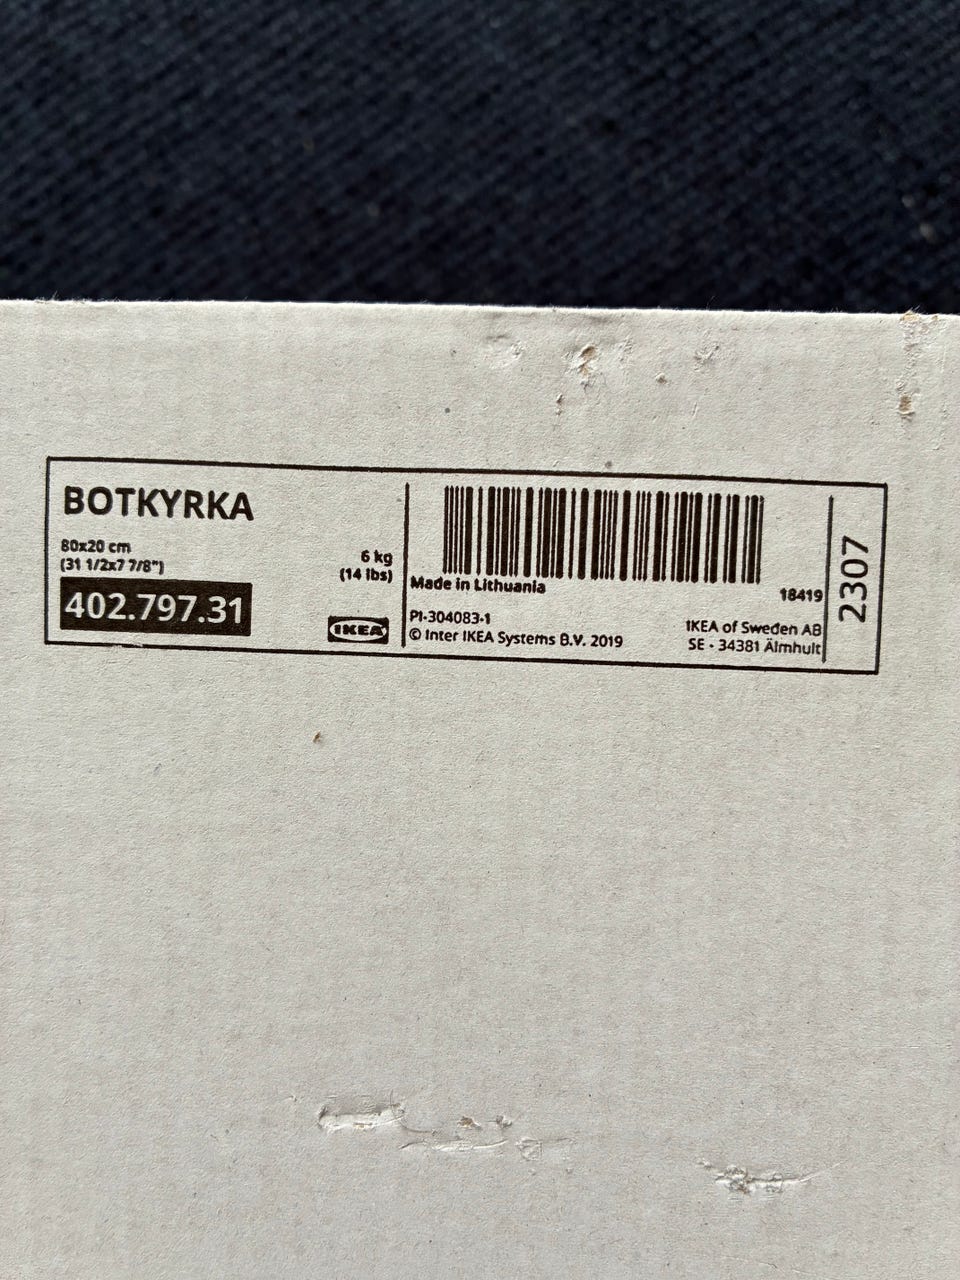 BOTKYRKA
80x20 cm
(31 1/2x7 7/8")
402.797.31
6 kg
(14 lbs)
IKEA
Made in Lithuania
18419
PI-304083-1
© Inter IKEA Systems B.V. 2019
IKEA of Sweden AB
SE - 34381 Älmhult
2307